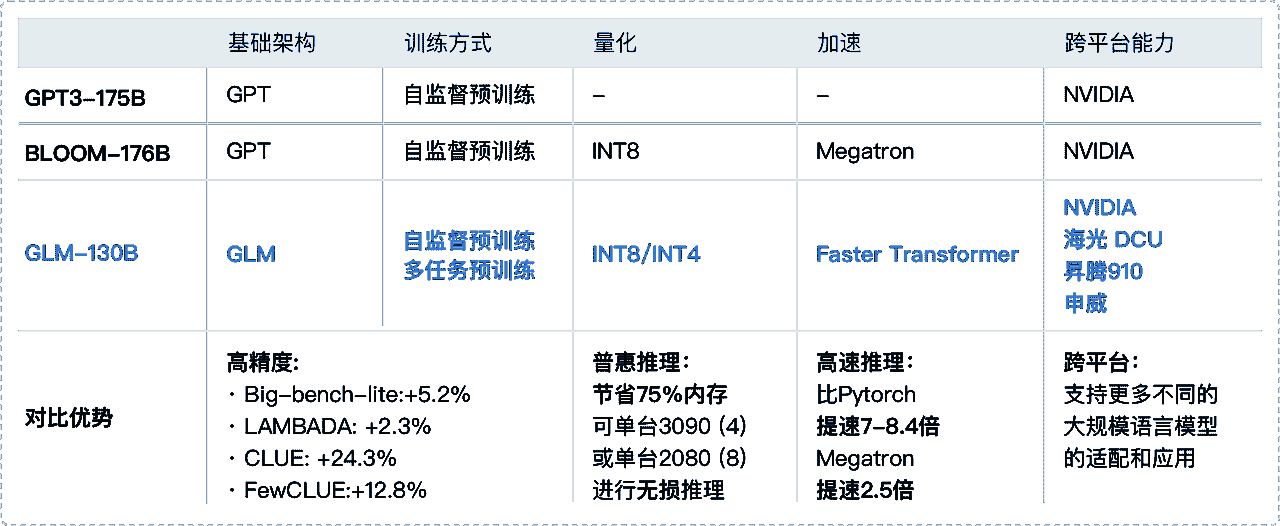 基础架构 训练方式 量化 加速 跨平台能力
GPT3-175B GPT 自监督预训练 - - NVIDIA
BLOOM-176B GPT 自监督预训练 INT8 Megatron NVIDIA
GLM-130B GLM 自监督预训练 多任务预训练 INT8/INT4 Faster Transformer NVIDIA 海光 DCU 昇腾910 申威
对比优势
高精度:
· Big-bench-lite:+5.2%
· LAMBADA: +2.3%
· CLUE: +24.3%
· FewCLUE:+12.8%
普惠推理:
节省75%内存
可单台3090 (4)
或单台2080 (8)
进行无损推理
高速推理:
比Pytorch
提速7-8.4倍
Megatron
提速2.5倍
跨平台:
支持更多不同的
大规模语言模型
的适配和应用